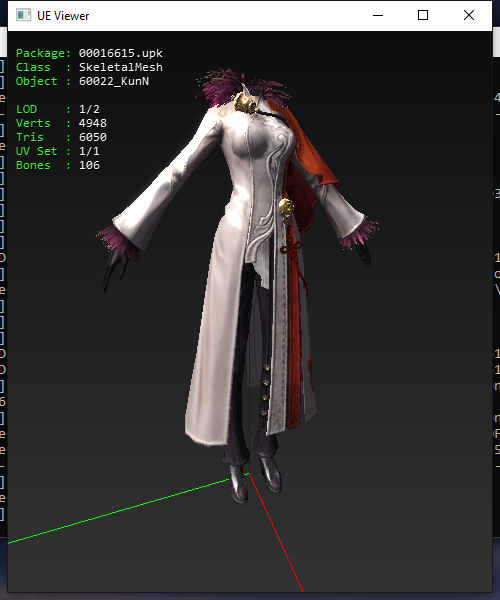 UE Viewer
Package: 00016615.upk
Class : SkeletalMesh
Object : 60022_KunN
LOD : 1/2
Verts : 4948
Tris : 6050
UV Set : 1/1
Bones : 106